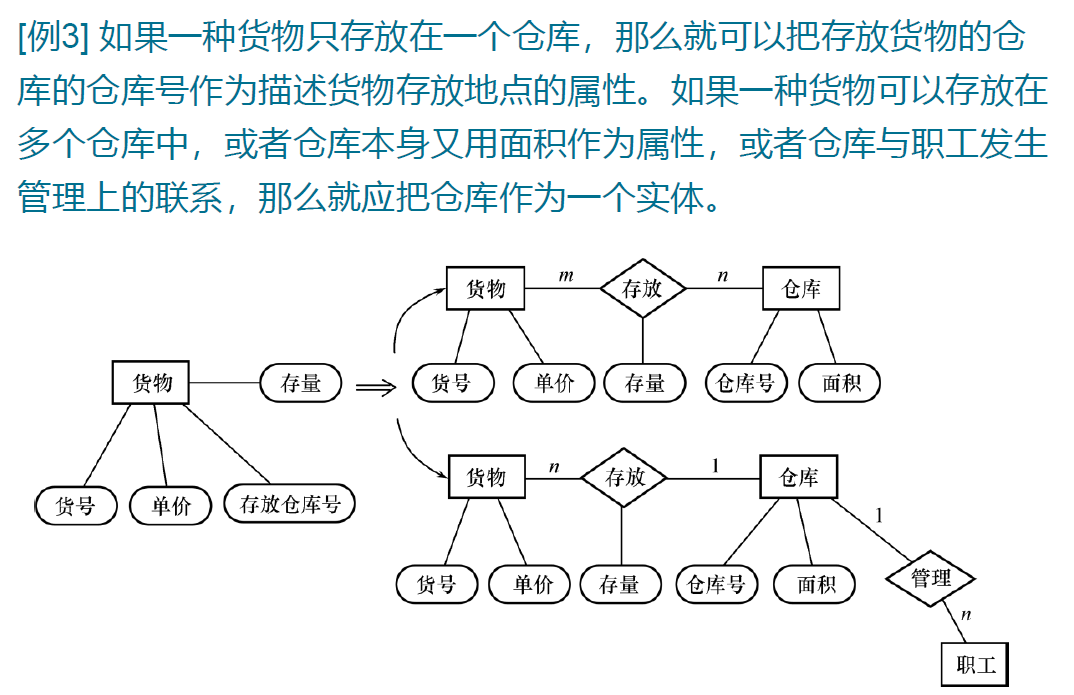 [例3] 如果一种货物只存放在一个仓库，那么就可以把存放货物的仓
库的仓库号作为描述货物存放地点的属性。如果一种货物可以存放在
多个仓库中，或者仓库本身又用面积作为属性，或者仓库与职工发生
管理上的联系，那么就应把仓库作为一个实体。
货物 m 存放 n 仓库
货号 单价 存量 仓库号 面积
货物 存量
货号 单价 存放仓库号
货物 n 存放 1 仓库
1
货号 单价 存量 仓库号 面积 管理
n
职工